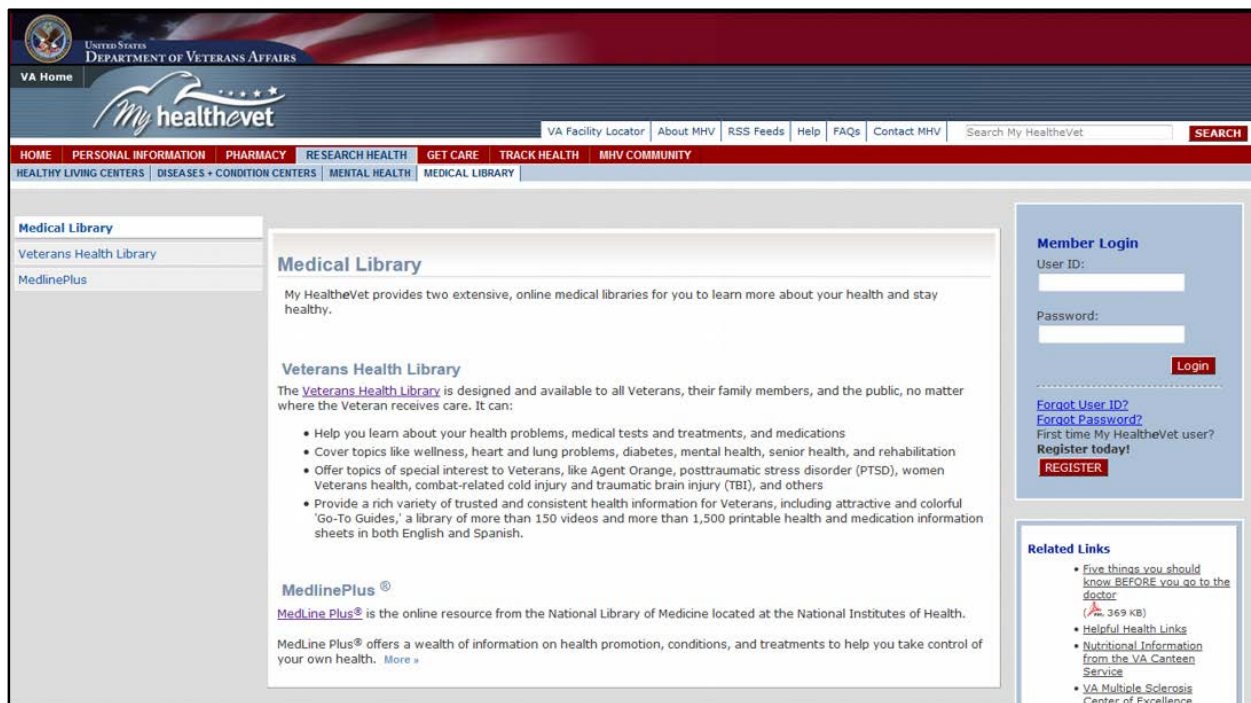 UNITED STATES
DEPARTMENT OF VETERANS AFFAIRS
VA Home
My healthevet
VA Facility Locator | About MHV | RSS Feeds | Help | FAQs | Contact MHV
Search My HealtheVet
SEARCH
HOME PERSONAL INFORMATION PHARMACY RESEARCH HEALTH GET CARE TRACK HEALTH MHV COMMUNITY
HEALTHY LIVING CENTERS | DISEASES + CONDITION CENTERS | MENTAL HEALTH | MEDICAL LIBRARY
Medical Library
Veterans Health Library
MedlinePlus
Medical Library
My HealtheVet provides two extensive, online medical libraries for you to learn more about your health and stay
healthy.
Veterans Health Library
The Veterans Health Library is designed and available to all Veterans, their family members, and the public, no matter
where the Veteran receives care. It can:
• Help you learn about your health problems, medical tests and treatments, and medications
• Cover topics like wellness, heart and lung problems, diabetes, mental health, senior health, and rehabilitation
• Offer topics of special interest to Veterans, like Agent Orange, posttraumatic stress disorder (PTSD), women
Veterans health, combat-related cold injury and traumatic brain injury (TBI), and others
• Provide a rich variety of trusted and consistent health information for Veterans, including attractive and colorful
'Go-To Guides,' a library of more than 150 videos and more than 1,500 printable health and medication information
sheets in both English and Spanish.
MedlinePlus ®
MedLine Plus® is the online resource from the National Library of Medicine located at the National Institutes of Health.
MedLine Plus® offers a wealth of information on health promotion, conditions, and treatments to help you take control of
your own health. More »
Member Login
User ID:
Password:
Login
Forgot User ID?
Forgot Password?
First time My HealtheVet user?
Register today!
REGISTER
Related Links
• Five things you should
know BEFORE you go to the
doctor
(369 KB)
• Helpful Health Links
• Nutritional Information
from the VA Canteen
Service
• VA Multiple Sclerosis
Center of Excellence